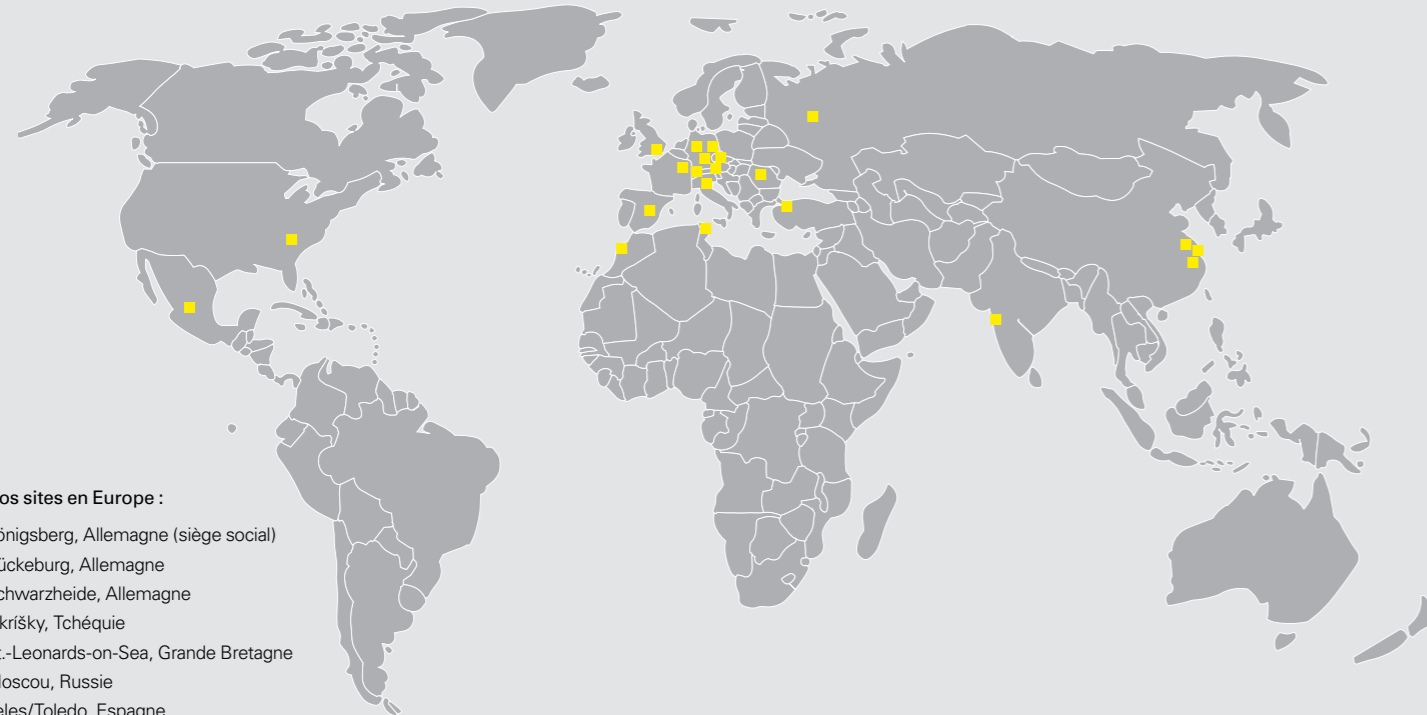 os sites en Europe :
önigsberg, Allemagne (siège social)
ückeburg, Allemagne
chwarzheide, Allemagne
kríšky, Tchéquie
t.-Leonards-on-Sea, Grande Bretagne
loscou, Russie
eles/Toledo, Espagne